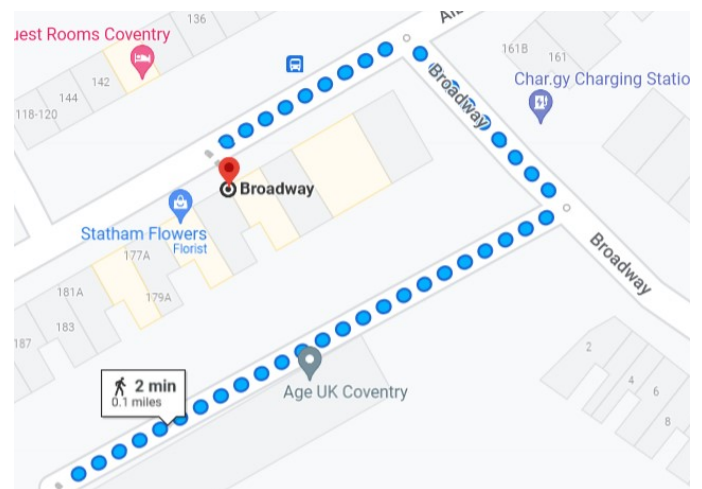 136
uest Rooms Coventry
142
144
118-120
Broadway
161B
161
Char.gy Charging Statio
Broadway
Statham Flowers
Florist
177A
181A
179A
183
187
Broadway
2 min
0.1 miles
Age UK Coventry
2
4
6
8